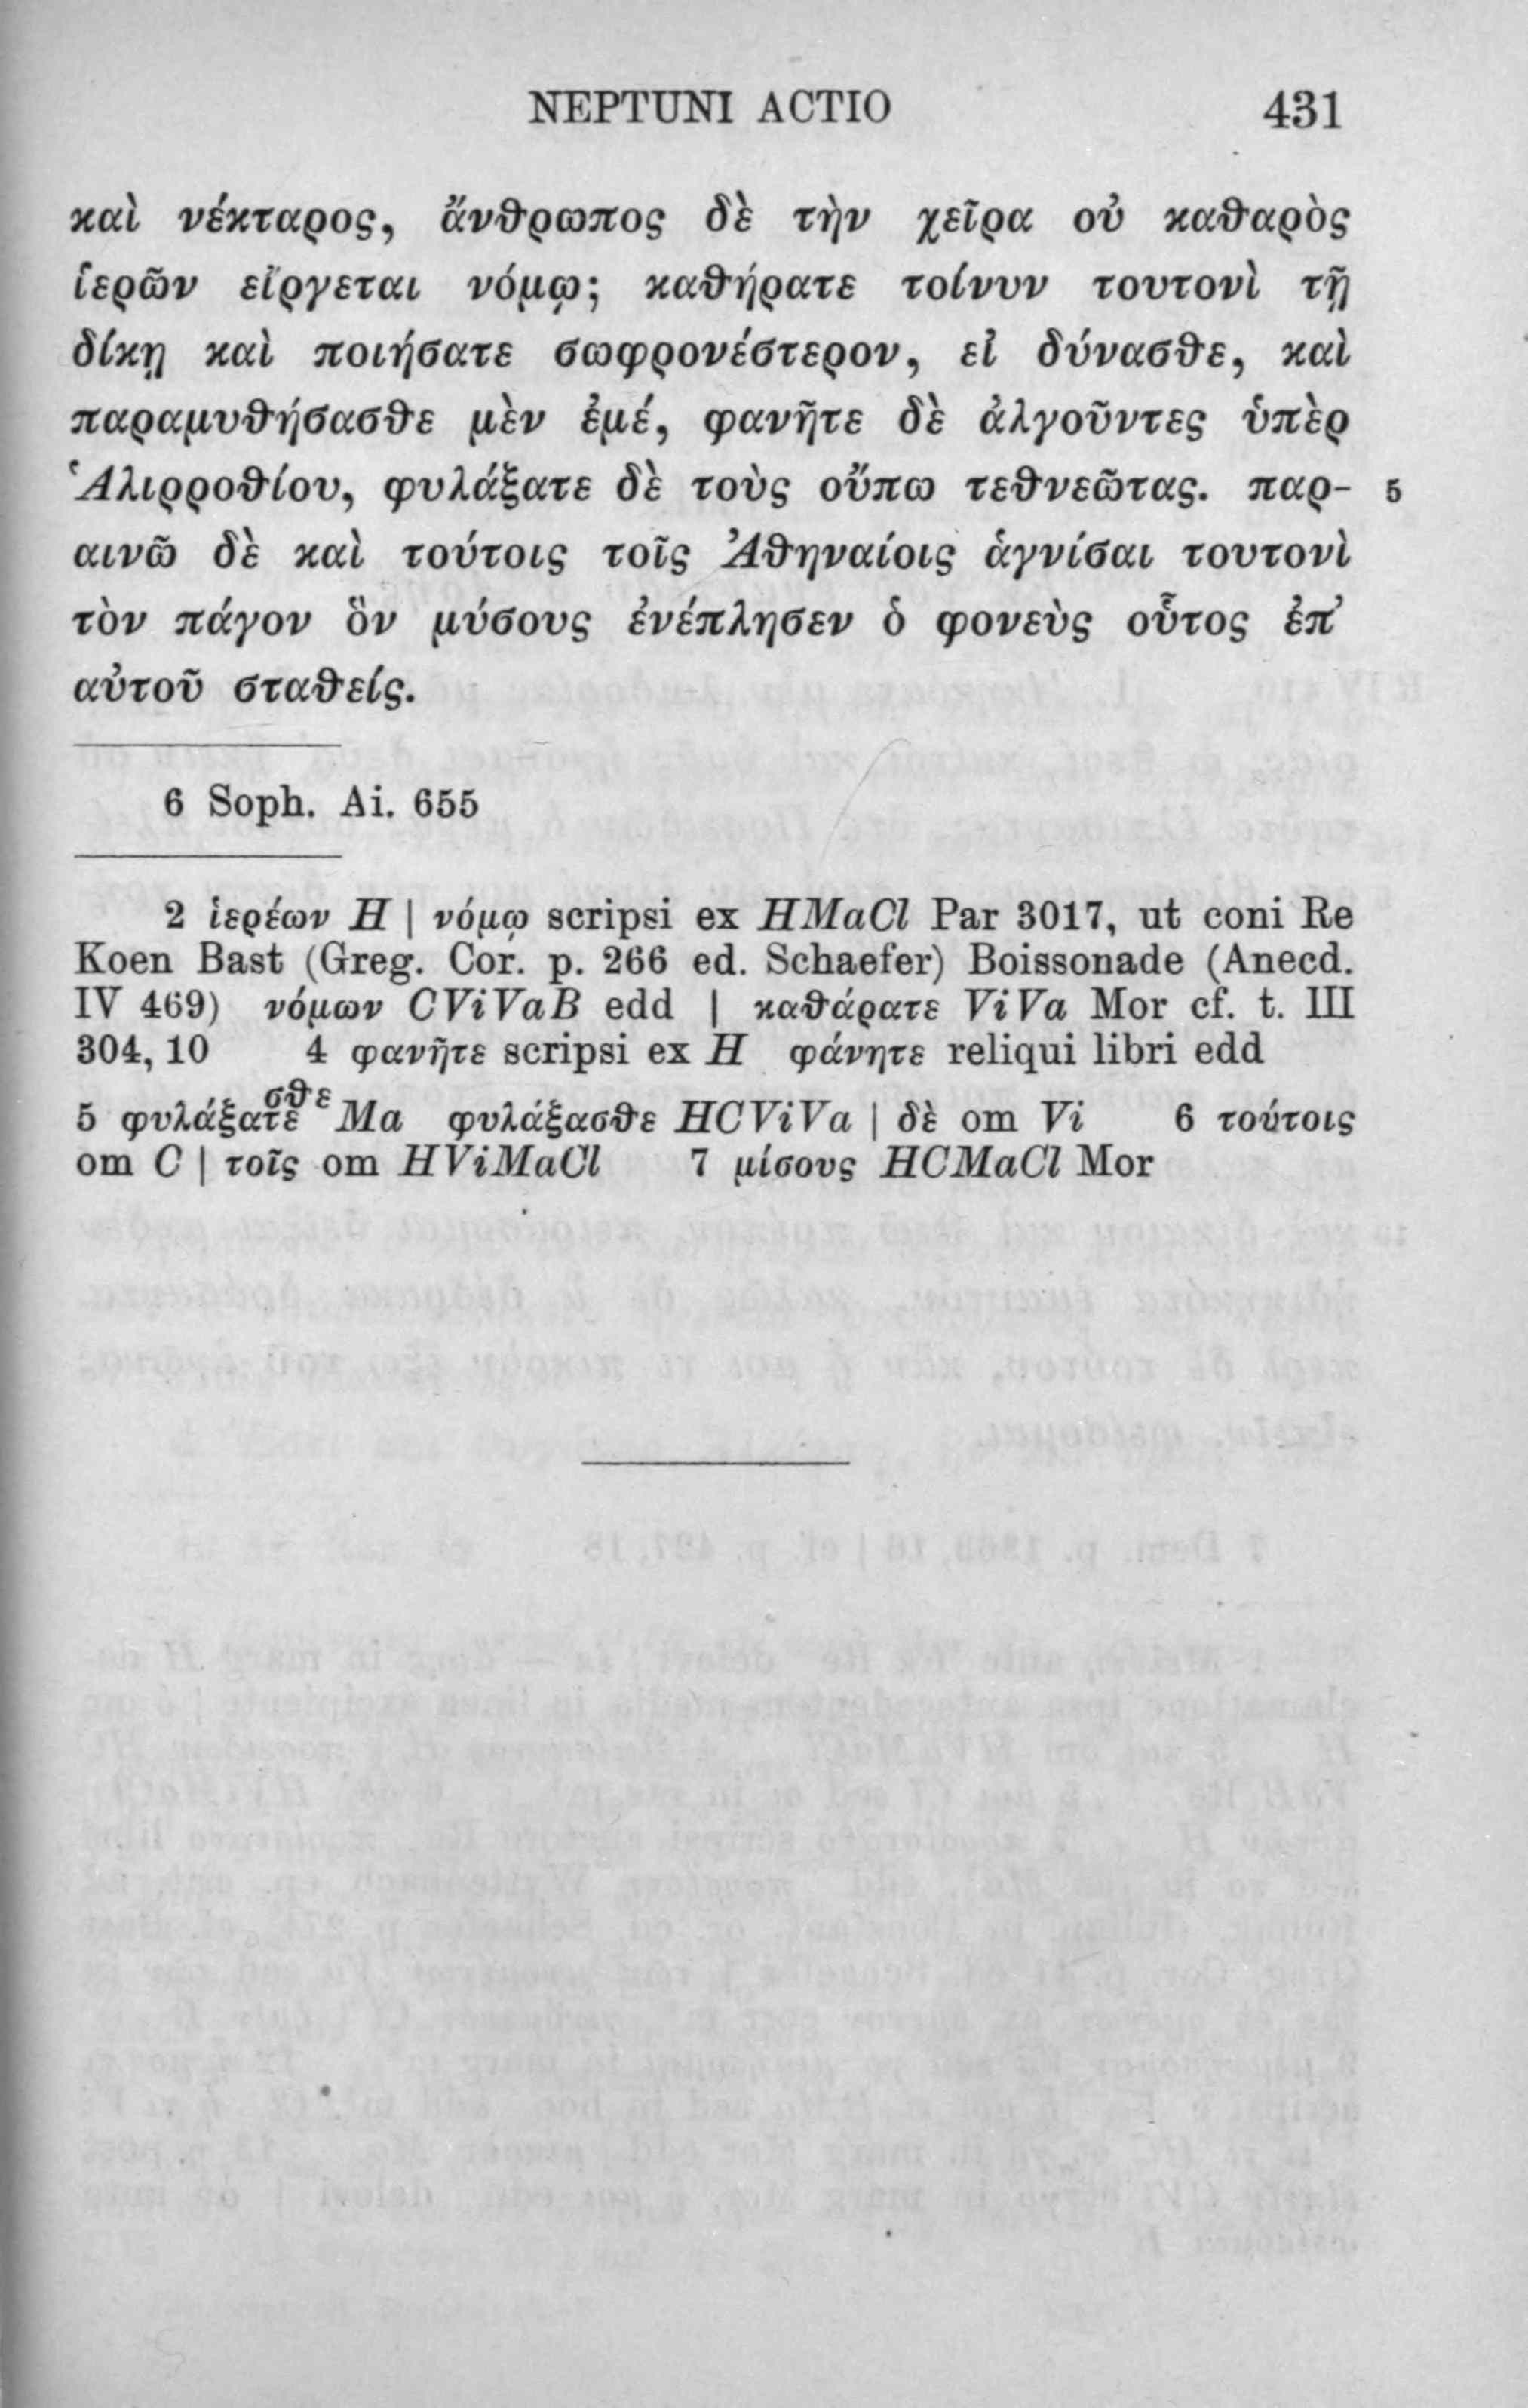 NEPTUNI ACTIO 431
καὶ νέκταρος, ἄνθρωπος δὲ τὴν χεῖρα οὐ καθαρὸς
ἱερῶν εἴργεται νόμῳ; καθήρατε τοίνυν τουτονὶ τῇ
δίκῃ καὶ ποιήσατε σωφρονέστερον, εἰ δύνασθε, καὶ
παραμυθήσασθε μὲν ἐμέ, φανῆτε δὲ ἀλγοῦντες ὑπὲρ
Ἁλιρροθίου, φυλάξατε δὲ τοὺς οὔπω τεθνεῶτας. παρ- 5
αινῶ δὲ καὶ τούτοις τοῖς Ἀθηναίοις ἁγνίσαι τουτονὶ
τὸν πάγον ὃν μύσους ἐνέπλησεν ὁ φονεὺς οὗτος ἐπ’
αὐτοῦ σταθείς.
6 Soph. Ai. 655
2 ἱερέων H | νόμῳ scripsi ex HMaCl Par 3017, ut coni Re
Koen Bast (Greg. Cor. p. 266 ed. Schaefer) Boissonade (Anecd.
IV 469) νόμων CViVaB edd | καθάρατε ViVa Mor cf. t. III
304, 10 4 φανῆτε scripsi ex H φάνητε reliqui libri edd
5 φυλάξατε σθε Ma φυλάξασθε HCViVa | δὲ om Vi 6 τούτοις
om C | τοῖς om HViMaCl 7 μίσους HCMaCl Mor